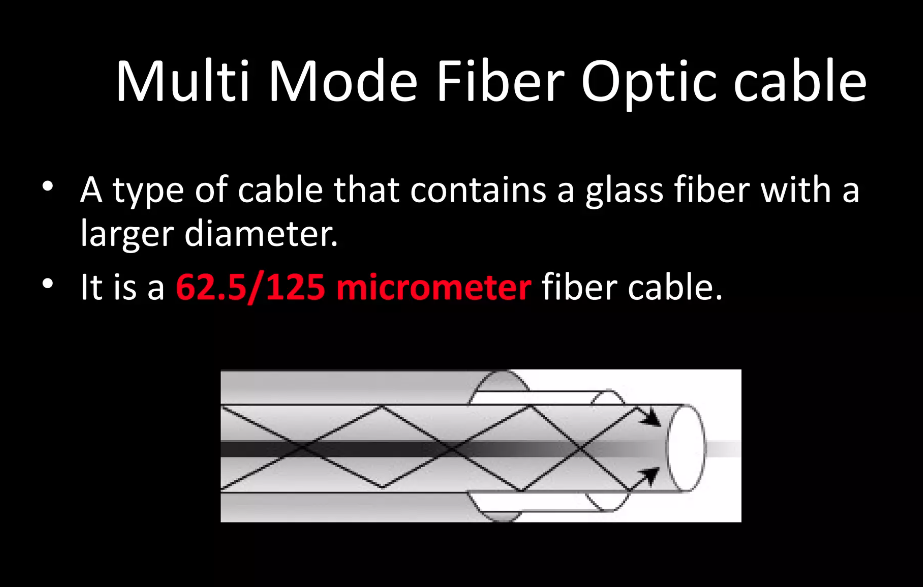 Multi Mode Fiber Optic cable
• A type of cable that contains a glass fiber with a
larger diameter.
• It is a 62.5/125 micrometer fiber cable.